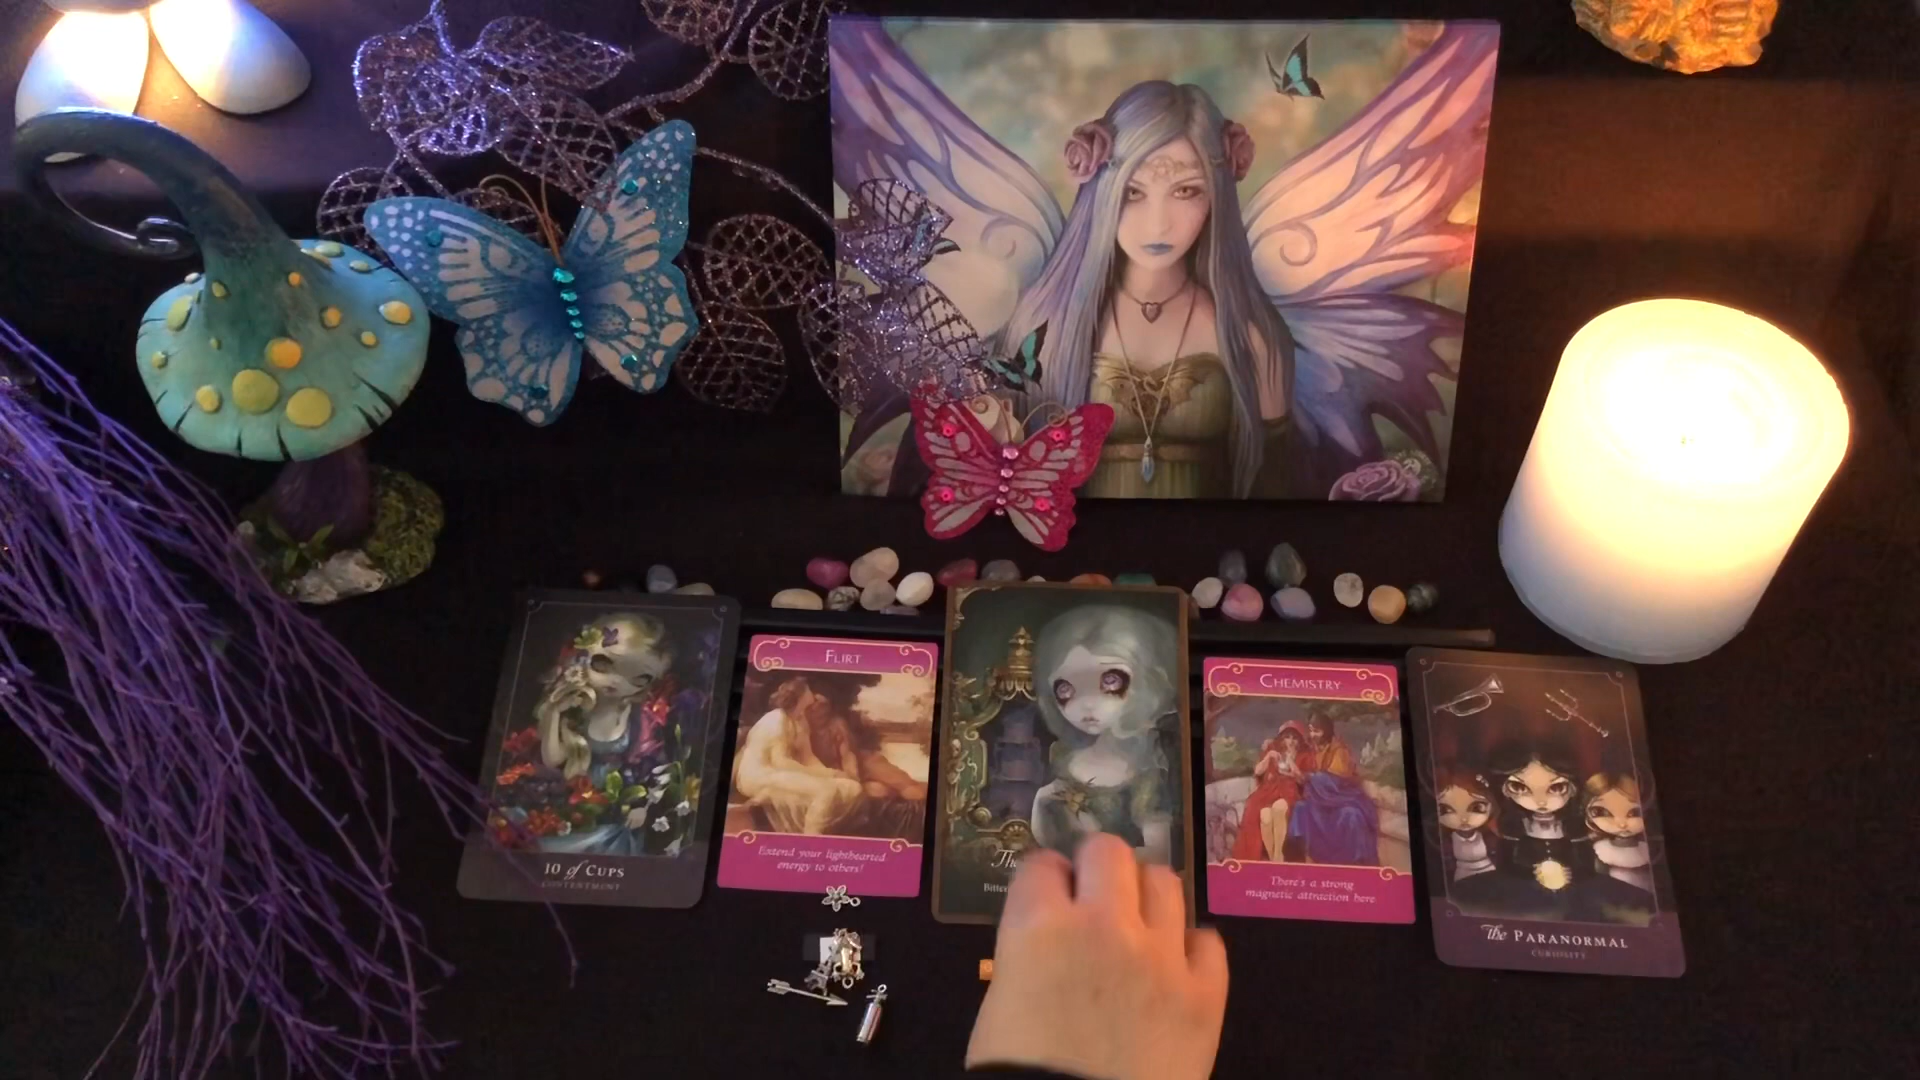 10 of Cups
CONTENTMENT
FLIRT
Extend your lighthearted
energy to others!
CHEMISTRY
There's a strong
magnetic attraction here.
The PARANORMAL
CURIOSITY